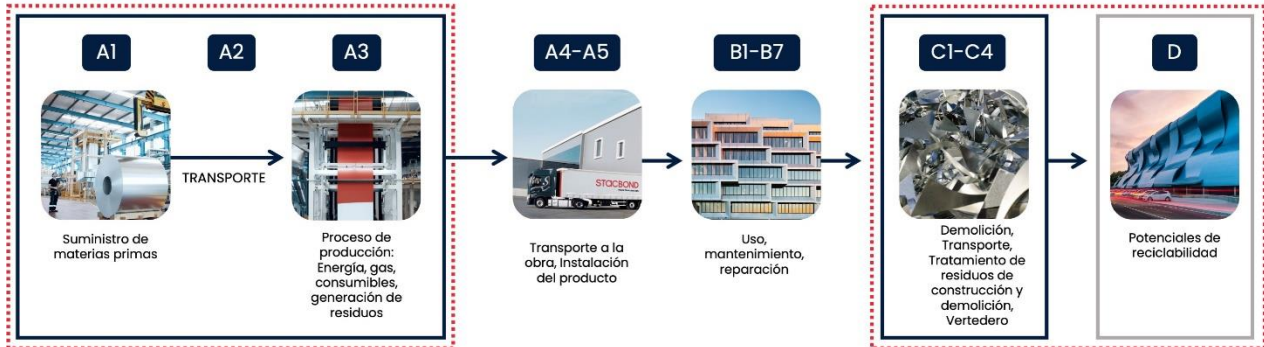 A1
A2
A3
A4-A5
B1-B7
C1-C4
D
TRANSPORTE
STACBOND
Suministro de
materias primas
Proceso de
producción:
Energía, gas,
consumibles,
generación de
residuos
Transporte a la
obra, Instalación
del producto
Uso,
mantenimiento,
reparación
Demolición,
Transporte,
Tratamiento de
residuos de
construcción y
demolición,
Vertedero
Potenciales de
reciclabilidad